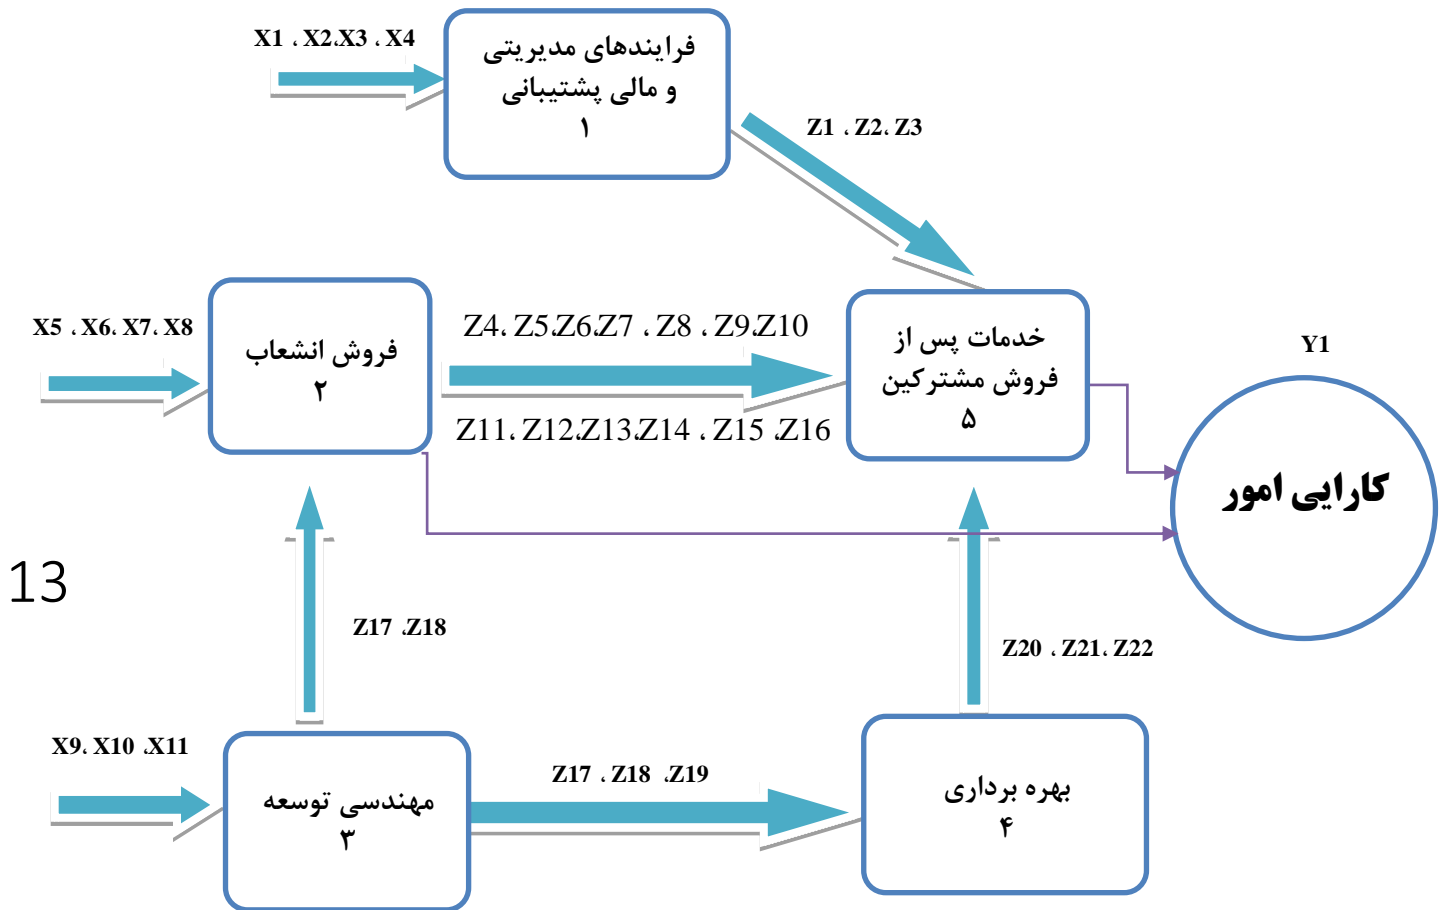 X1 ، X2،X3 ، X4
فرایندهای مدیریتی
و مالی پشتیبانی
۱
Z1 ، Z2، Z3
X5 ، X6، X7، X8
فروش انشعاب
۲
Z4، Z5،Z6،Z7 ، Z8 ، Z9،Z10
Z11، Z12،Z13،Z14 ، Z15 ،Z16
خدمات پس از
فروش مشترکین
۵
Y1
کارایی امور
13
Z17 ،Z18
Z20 ، Z21، Z22
X9، X10 ،X11
مهندسی توسعه
۳
Z17 ، Z18 ،Z19
بهره برداری
۴